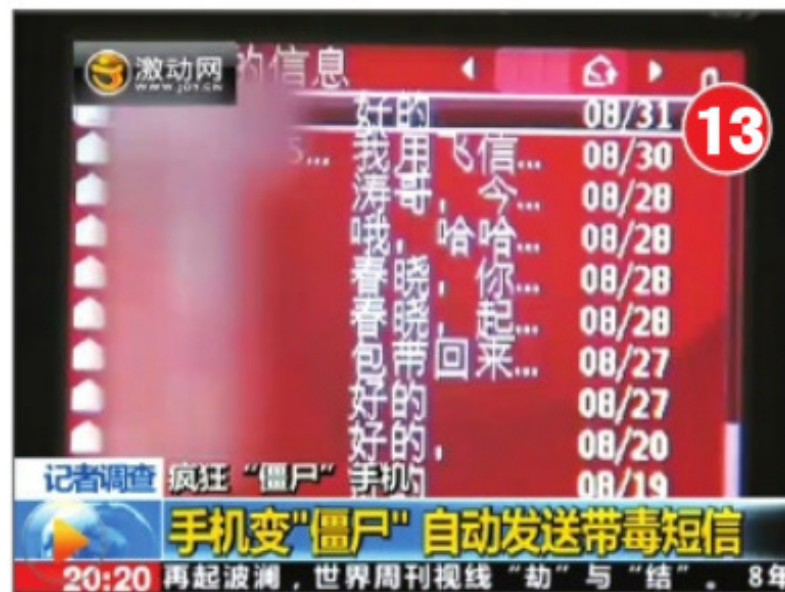 激动网
WWW.JOY.CN
的信息
好的 08/31
13
5... 我用飞信... 08/30
涛哥，今... 08/28
哦，哈哈... 08/28
春晓，你... 08/28
春晓，起... 08/28
包带回来... 08/27
好的 08/27
好的， 08/20
的 08/19
记者调查 疯狂“僵尸”手机
手机变"僵尸" 自动发送带毒短信
20:20 再起波澜，世界周刊视线“劫”与“结”。 8年